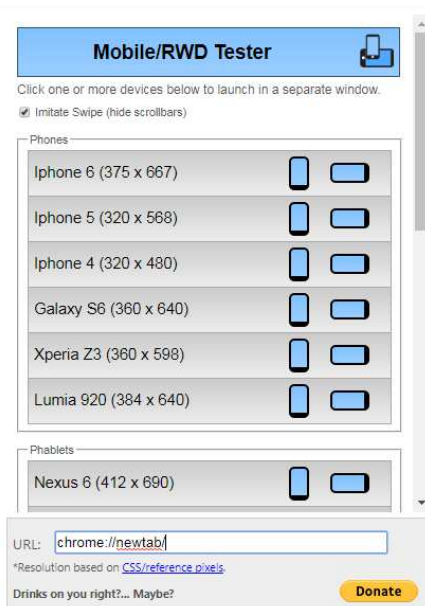 Mobile/RWD Tester
Click one or more devices below to launch in a separate window.
Imitate Swipe (hide scrollbars)
Phones
Iphone 6 (375 x 667)
Iphone 5 (320 x 568)
Iphone 4 (320 x 480)
Galaxy S6 (360 x 640)
Xperia Z3 (360 x 598)
Lumia 920 (384 x 640)
Phablets
Nexus 6 (412 x 690)
URL: chrome://newtab/
*Resolution based on CSS/reference pixels.
Drinks on you right?... Maybe? Donate